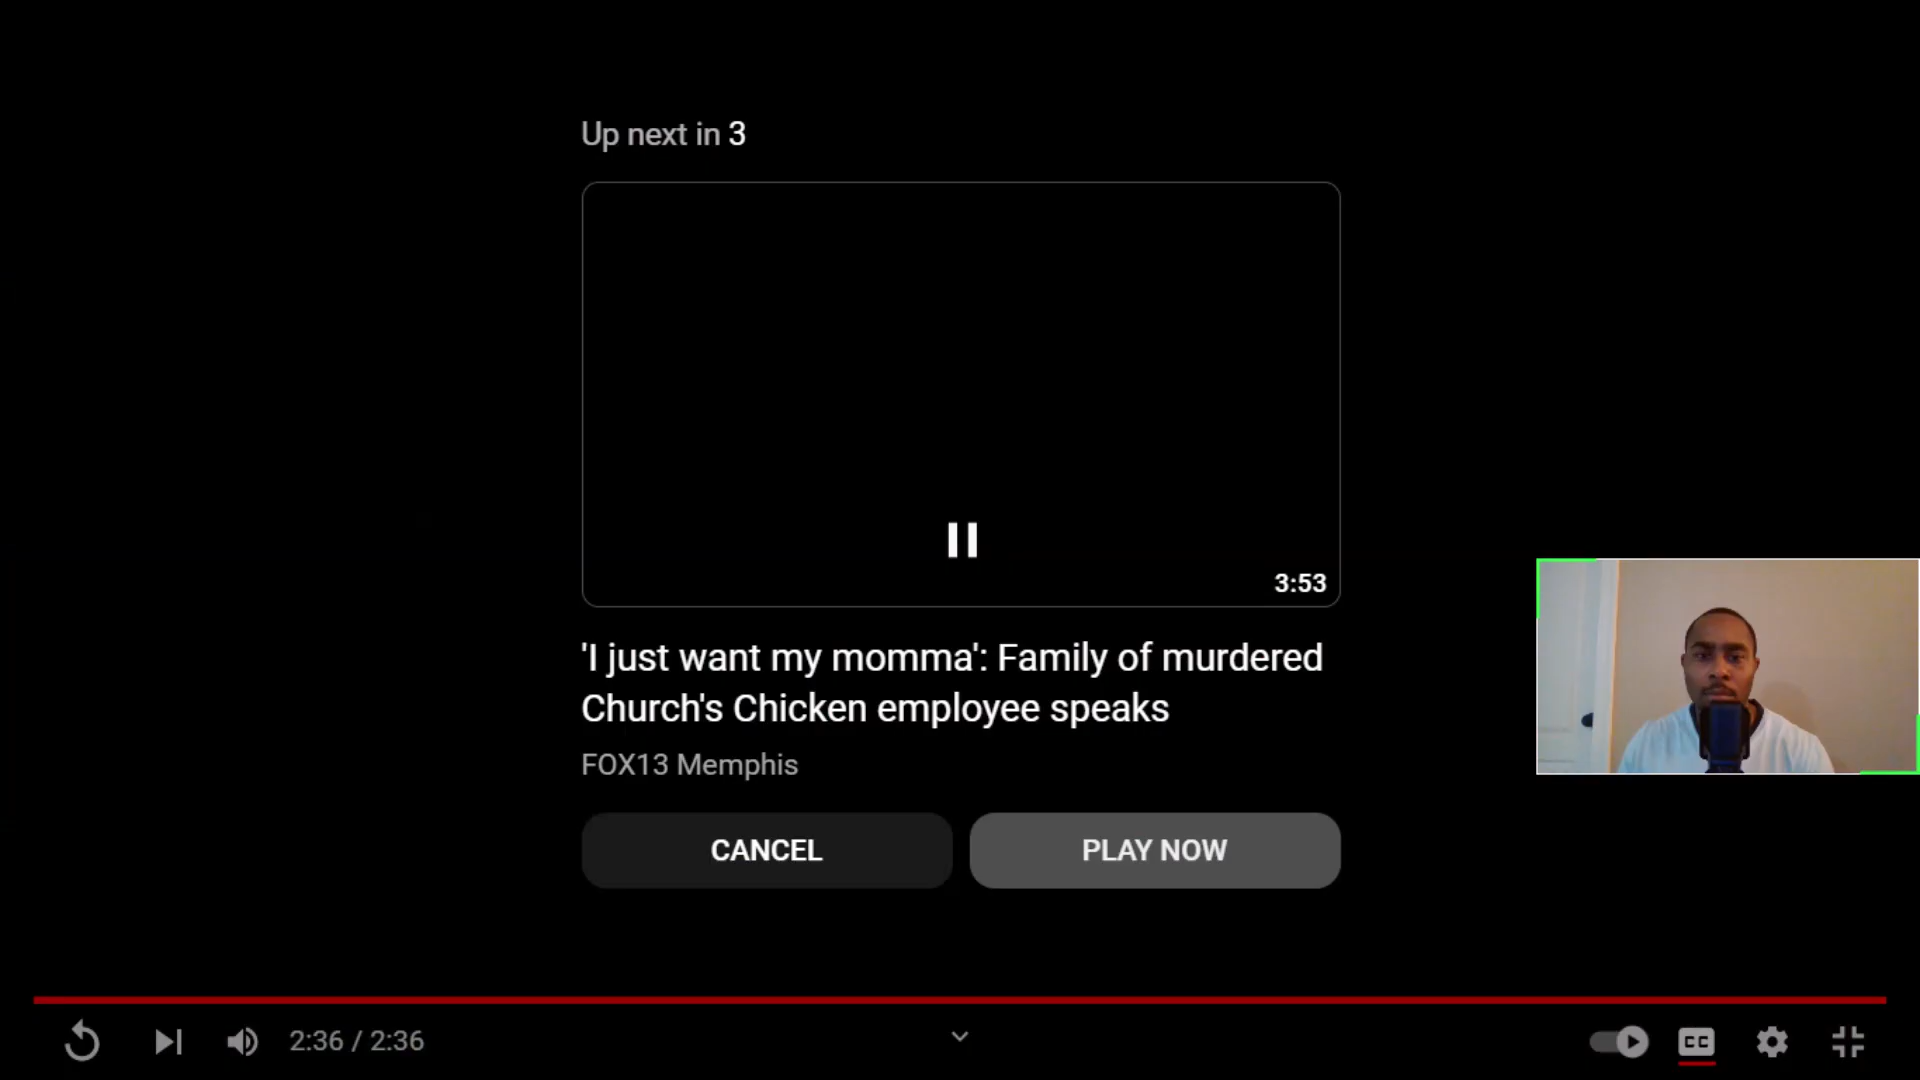 Up next in 3
3:53
'I just want my momma': Family of murdered
Church's Chicken employee speaks
FOX13 Memphis
CANCEL
PLAY NOW
2:36 / 2:36
CC